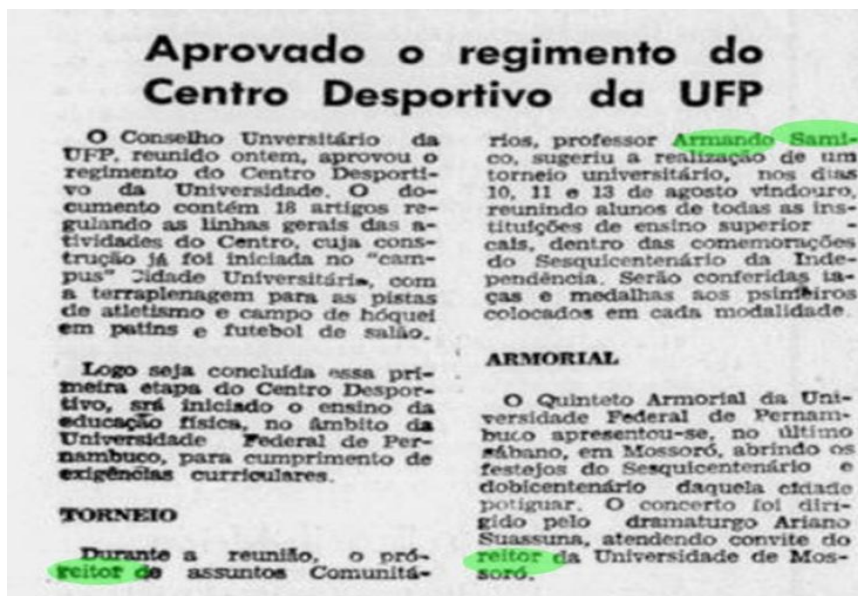 Aprovado o regimento do
Centro Desportivo da UFP
O Conselho Unversitário da
UFP, reunido ontem, aprovou o
regimento do Centro Desporti-
vo da Universidade. O do-
cumento contém 18 artigos re-
gulando as linhas gerais das a-
tividades do Centro, cuja cons-
trução já foi iniciada no "cam-
pus" Cidade Universitária, com
a terraplenagem para as pistas
de atletismo e campo de hóquei
em patins e futebol de salão.
Logo seja concluída essa pri-
meira etapa do Centro Despor-
tivo, srá iniciado o ensino da
educação física, no âmbito da
Universidade Federal de Per-
nambuco, para cumprimento de
exigências curriculares.
TORNEIO
Durante a reunião, o pró-
reitor de assuntos Comunitá-
rios, professor Armando Sami-
co, sugeriu a realização de um
torneio universitário, nos dias
10, 11 e 13 de agosto vindouro,
reunindo alunos de todas as ins-
tituições de ensino superior -
cais, dentro das comemorações
do Sesquicentenário da Inde-
pendência. Serão conferidas ta-
ças e medalhas aos
colocados em cada modalidade.
ARMORIAL
O Quinteto Armorial da Uni-
versidade Federal de Pernam-
buco apresentou-se, no último
sábano, em Mossoró, abrindo os
festejos do Sesquicentenário e
dobicentenário daquela cidade
potiguar. O concerto foi diri-
gido pelo dramaturgo Ariano
Suassuna, atendendo convite do
reitor da Universidade de Mos-
soró.